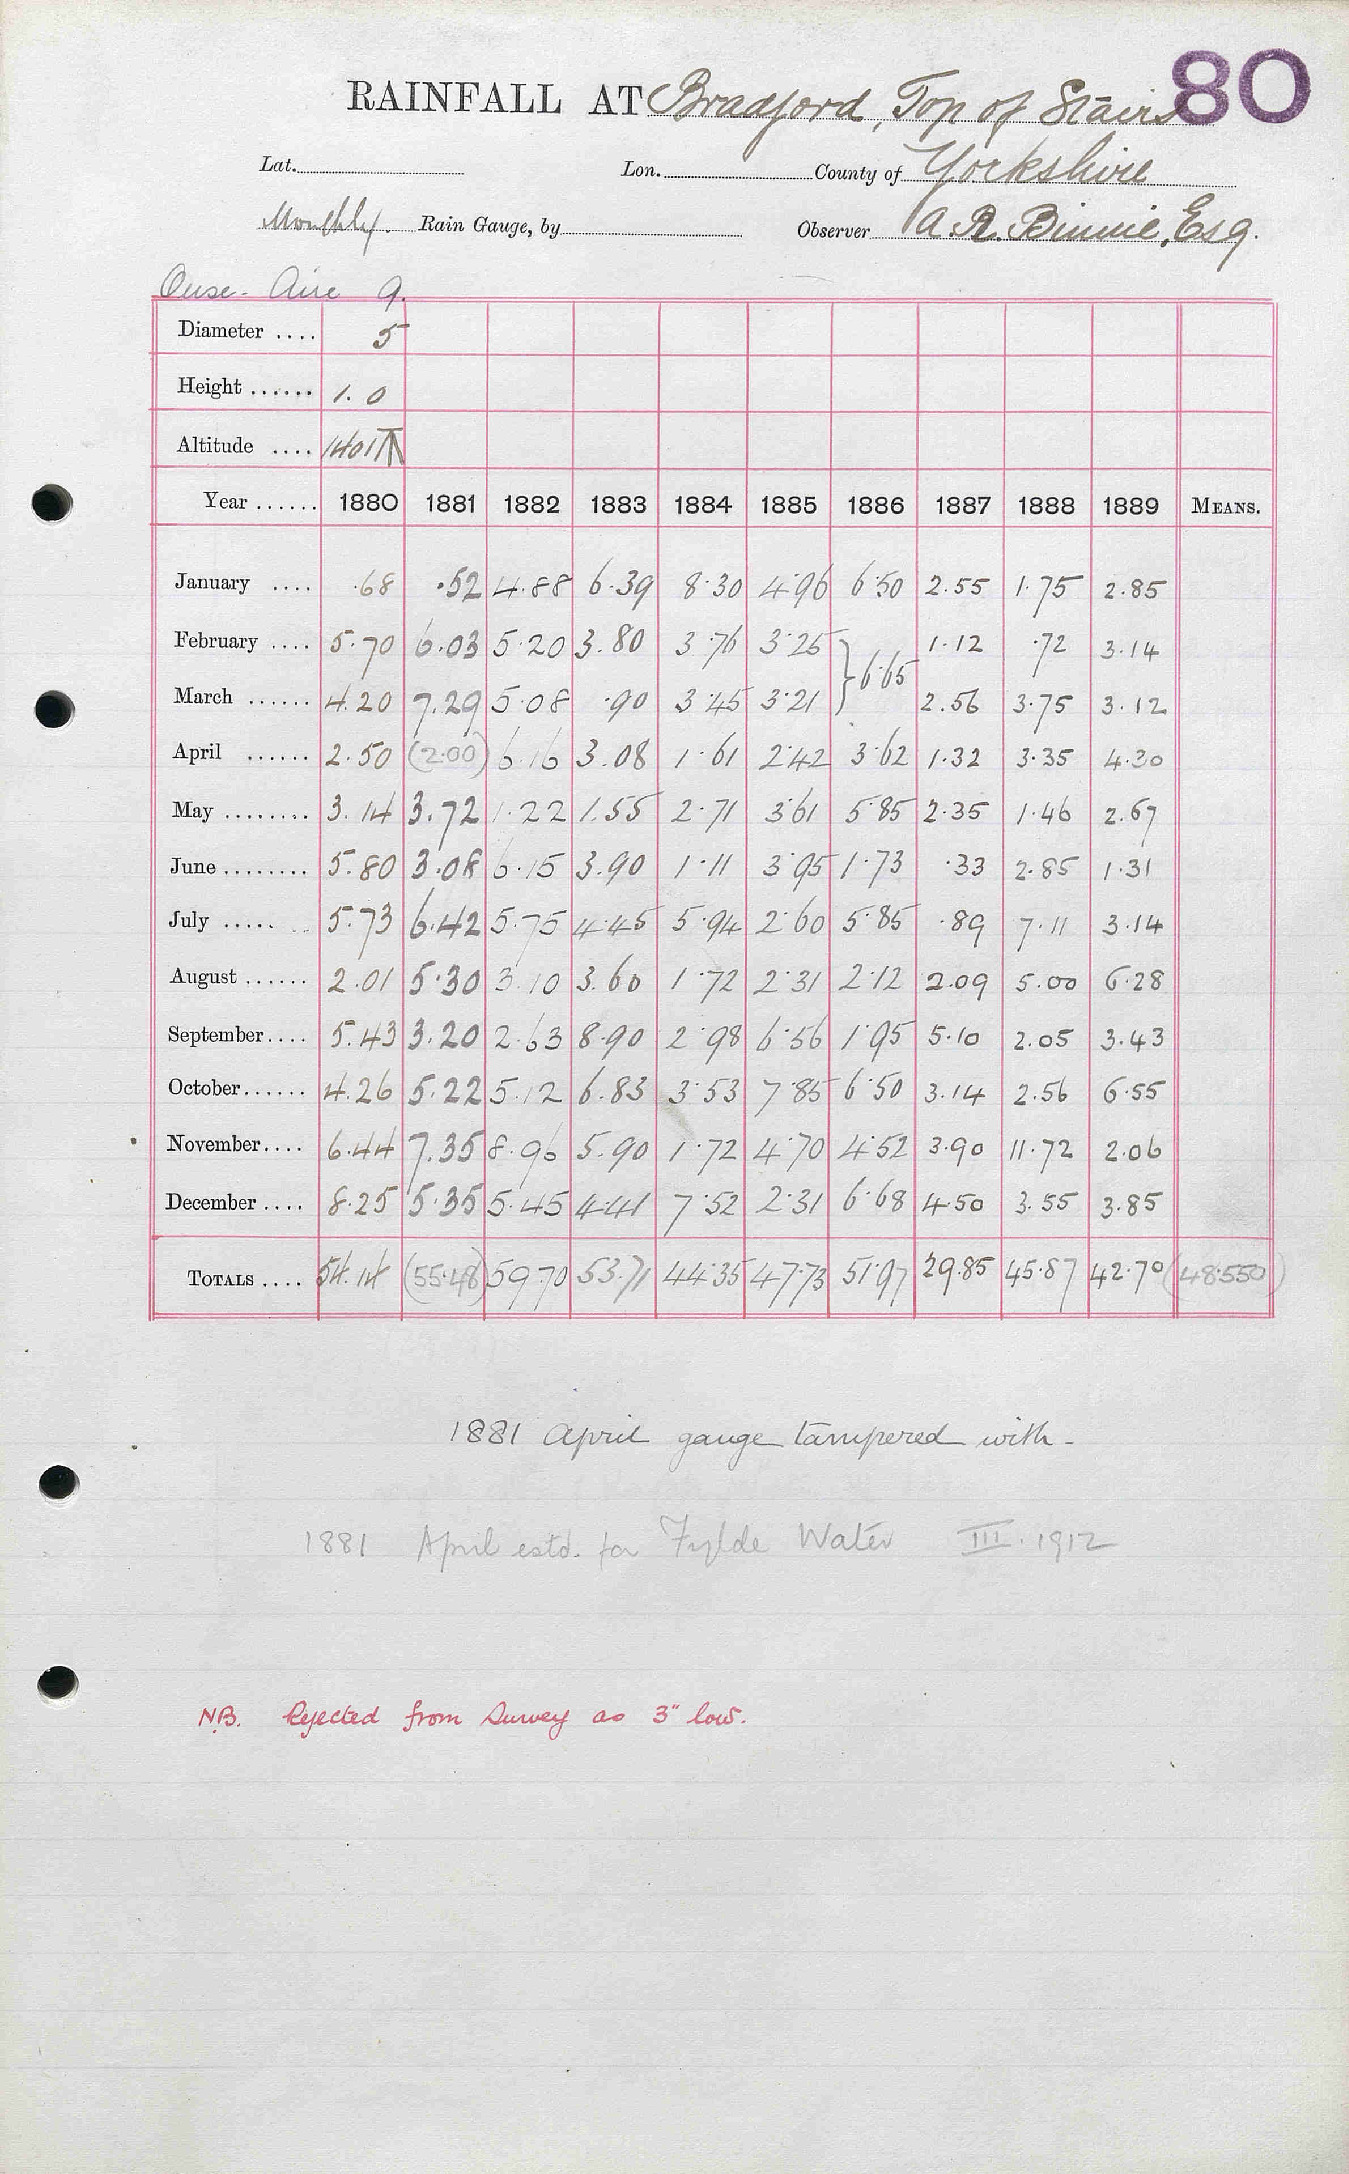 80
RAINFALL AT Bradford, Top of Stairs
Lat. Lon. County of Yorkshire
Monthly. Rain Gauge, by Observer A R. Binnie, Esq.
Ouse- Aire 9.
Diameter .... 5
Height ...... 1. 0
Altitude .... 1401 T
Year ...... 1880 1881 1882 1883 1884 1885 1886 1887 1888 1889 MEANS.
January .... .68 .52 4.88 6.39 8.30 4.96 6.50 2.55 1.75 2.85
February .... 5.70 6.03 5.20 3.80 3.76 3.25 } 6.65 1.12 .72 3.14
March ...... 4.20 7.29 5.08 .90 3.45 3.21 2.56 3.75 3.12
April ...... 2.50 (2.00) 6.16 3.08 1.61 2.42 3.62 1.32 3.35 4.30
May ........ 3.14 3.72 1.22 1.55 2.71 3.61 5.85 2.35 1.46 2.67
June ........ 5.80 3.08 6.15 3.90 1.11 3.95 1.73 .33 2.85 1.31
July ..... .. 5.73 6.42 5.75 4.45 5.94 2.60 5.85 .89 7.11 3.14
August ...... 2.01 5.30 3.10 3.60 1.72 2.31 2.12 2.09 5.00 6.28
September.... 5.43 3.20 2.63 8.90 2.98 6.56 1.95 5.10 2.05 3.43
October...... 4.26 5.22 5.12 6.83 3.53 7.85 6.50 3.14 2.56 6.55
November.... 6.44 7.35 8.96 5.90 1.72 4.70 4.52 3.90 11.72 2.06
December .... 8.25 5.35 5.45 4.41 7.52 2.31 6.68 4.50 3.55 3.85
TOTALS .... 54.14 (55.48) 59.70 53.71 44.35 47.73 51.97 29.85 45.87 42.70 (48.550)
1881 April gauge tampered with-
1881 April estd. for Fylde Water III. 1912
N.B. Rejected from Survey as 3" low.